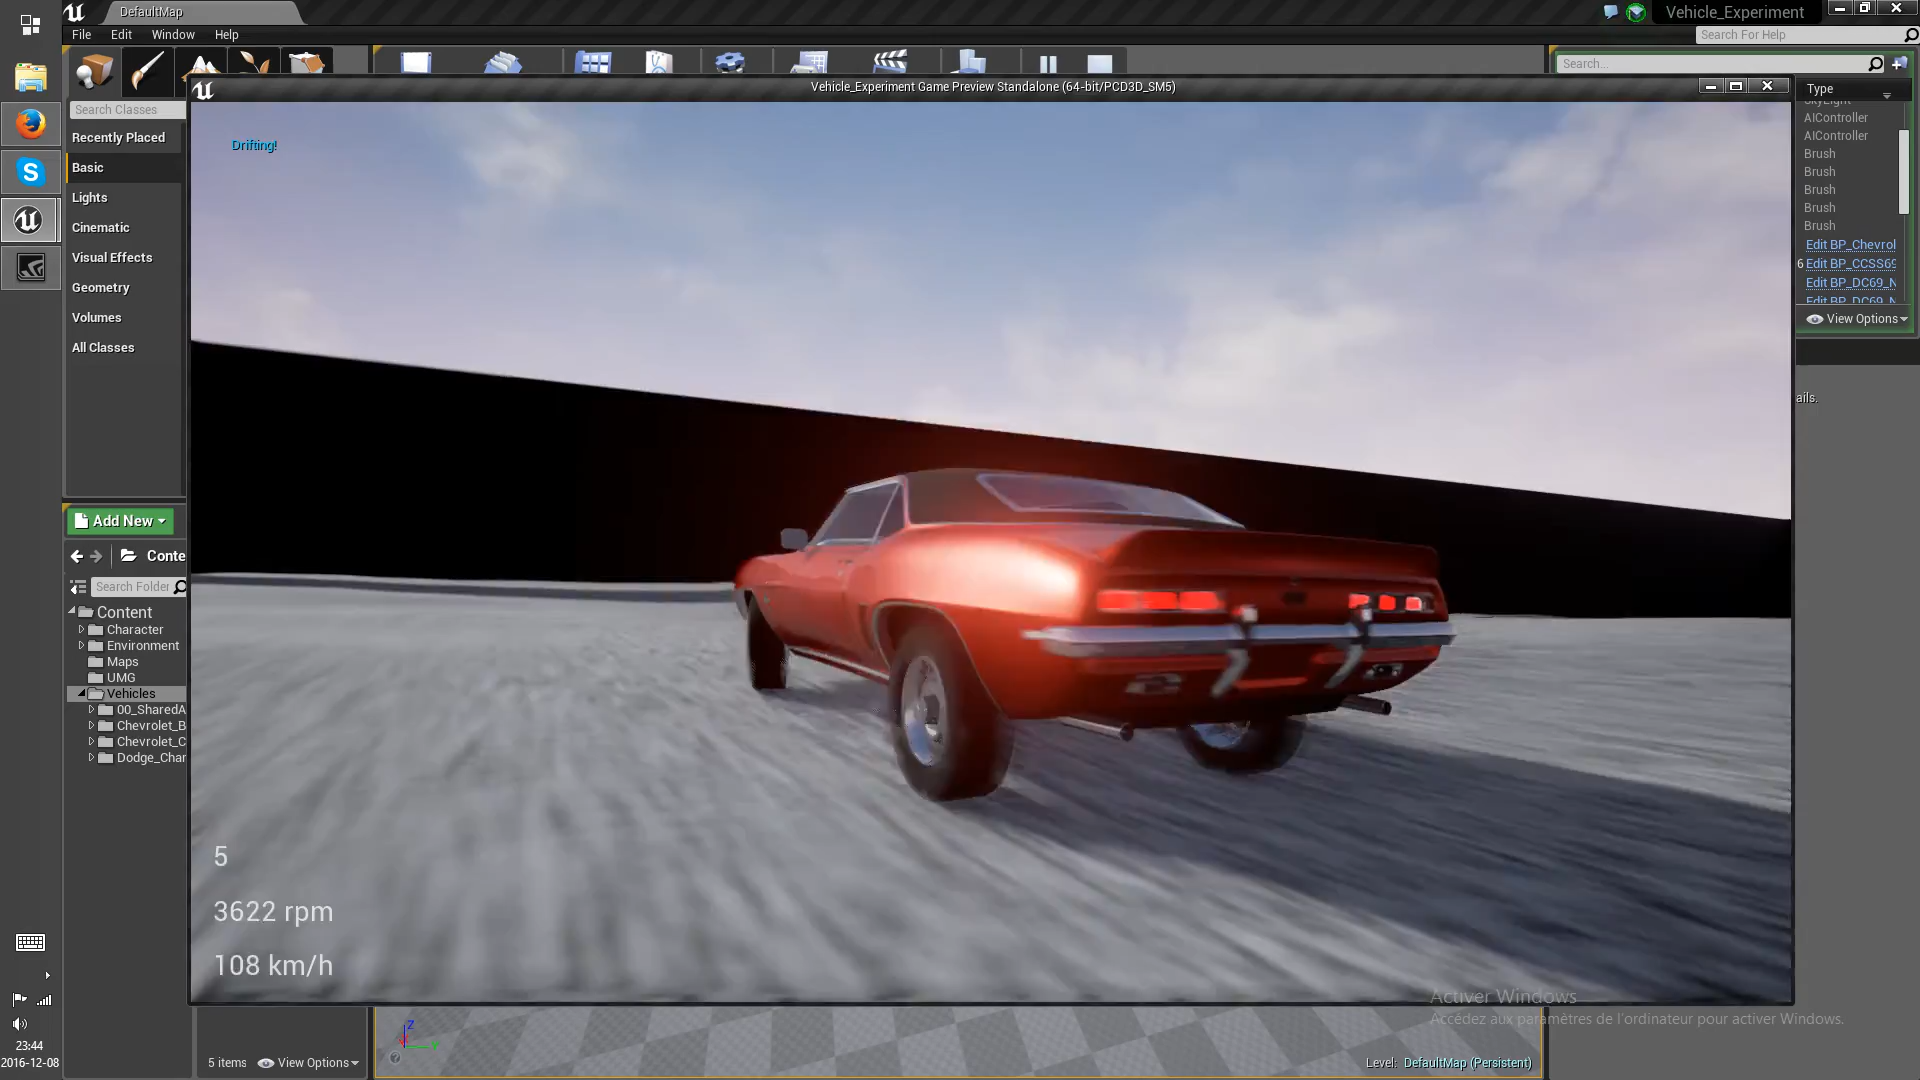 DefaultMap
Vehicle_Experiment
File Edit Window Help
Search For Help
Search...
Vehicle_Experiment Game Preview Standalone (64-bit/PCD3D_SM5)
Type
SkyLight
AIController
AIController
Brush
Brush
Brush
Brush
Brush
Edit BP_Chevrol
6 Edit BP_CCSS69
Edit BP_DC69_N
Edit BP_DC69_N
View Options
ails.
Search Classes
Recently Placed
Basic
Lights
Cinematic
Visual Effects
Geometry
Volumes
All Classes
Drifting!
Add New
Conte
Search Folder
Content
Character
Environment
Maps
UMG
Vehicles
00_SharedA
Chevrolet_B
Chevrolet_C
Dodge_Char
5
3622 rpm
108 km/h
Activer Windows
Accédez aux paramètres de l'ordinateur pour activer Windows.
Z
23:44
2016-12-08
5 items View Options
Level: DefaultMap (Persistent)